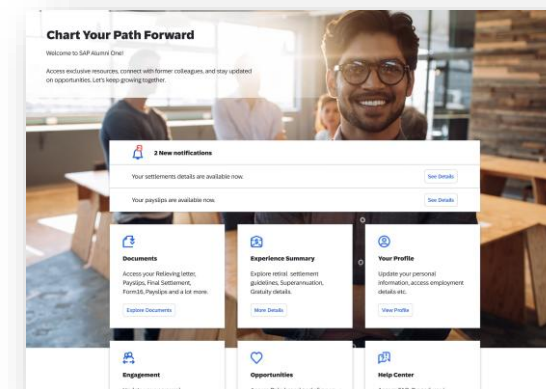 Chart Your Path Forward
Welcome to SAP Alumni One!
Access exclusive resources, connect with former colleagues, and stay updated
on opportunities. Let's keep growing together.
2 New notifications
Your settlements details are available now.
See Details
Your payslips are available now.
See Details
Documents
Access your Relieving letter,
Payslips, Final Settlement,
Form16, Payslips and a lot more.
Explore Documents
Experience Summary
Explore retiral, settlement
guidelines, Superannuation,
Gratuity details.
More Details
Your Profile
Update your personal
information, access employment
details etc.
View Profile
Engagement
Opportunities
Help Center